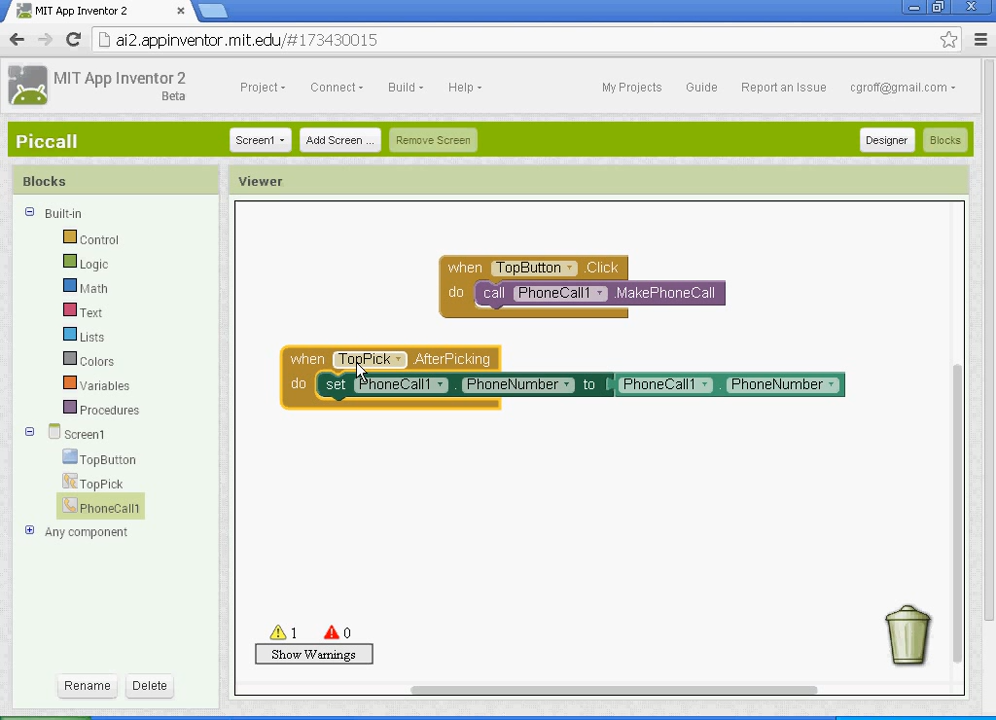 MIT App Inventor 2
ai2.appinventor.mit.edu/#173430015
MIT App Inventor 2
Beta
Project
Connect
Build
Help
My Projects
Guide
Report an Issue
cgroff@gmail.com
Piccall
Screen1
Add Screen ...
Remove Screen
Designer
Blocks
Blocks
Viewer
Built-in
Control
Logic
Math
Text
Lists
Colors
Variables
Procedures
Screen1
TopButton
TopPick
PhoneCall1
Any component
Rename
Delete
when TopButton .Click
do call PhoneCall1 .MakePhoneCall
when TopPick .AfterPicking
do set PhoneCall1 . PhoneNumber to PhoneCall1 . PhoneNumber
1 0
Show Warnings